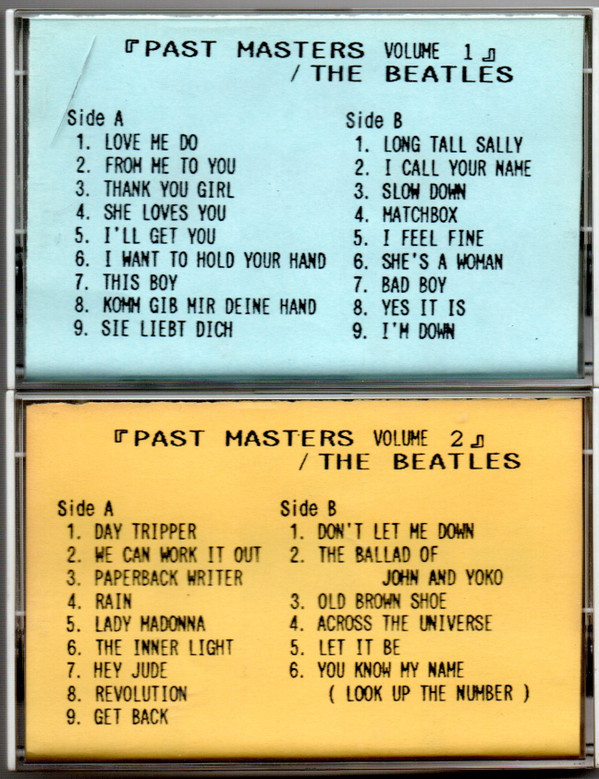 『PAST MASTERS VOLUME 1』
/THE BEATLES
Side A
1. LOVE ME DO
2. FROM ME TO YOU
3. THANK YOU GIRL
4. SHE LOVES YOU
5. I'LL GET YOU
6. I WANT TO HOLD YOUR HAND
7. THIS BOY
8. KOMM GIB MIR DEINE HAND
9. SIE LIEBT DICH
Side B
1. LONG TALL SALLY
2. I CALL YOUR NAME
3. SLOW DOWN
4. MATCHBOX
5. I FEEL FINE
6. SHE'S A WOMAN
7. BAD BOY
8. YES IT IS
9. I'M DOWN
『PAST MASTERS VOLUME 2』
/THE BEATLES
Side A
1. DAY TRIPPER
2. WE CAN WORK IT OUT
3. PAPERBACK WRITER
4. RAIN
5. LADY MADONNA
6. THE INNER LIGHT
7. HEY JUDE
8. REVOLUTION
9. GET BACK
Side B
1. DON'T LET ME DOWN
2. THE BALLAD OF
JOHN AND YOKO
3. OLD BROWN SHOE
4. ACROSS THE UNIVERSE
5. LET IT BE
6. YOU KNOW MY NAME
( LOOK UP THE NUMBER )